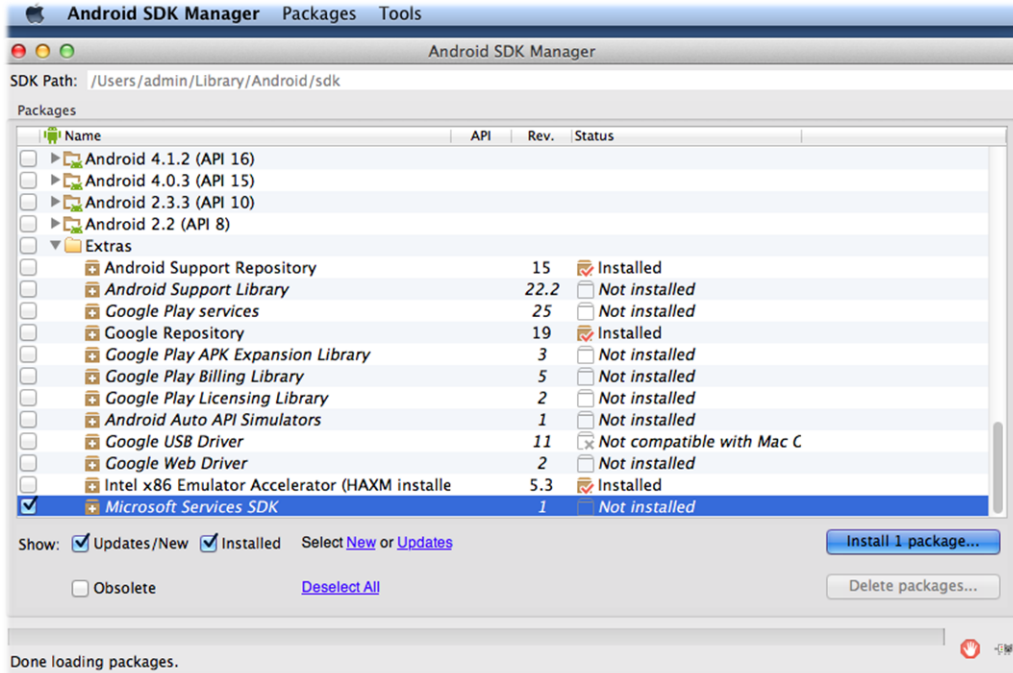 Android SDK Manager Packages Tools
Android SDK Manager
SDK Path: /Users/admin/Library/Android/sdk
Packages
Name API Rev. Status
Android 4.1.2 (API 16)
Android 4.0.3 (API 15)
Android 2.3.3 (API 10)
Android 2.2 (API 8)
Extras
Android Support Repository 15 Installed
Android Support Library 22.2 Not installed
Google Play services 25 Not installed
Google Repository 19 Installed
Google Play APK Expansion Library 3 Not installed
Google Play Billing Library 5 Not installed
Google Play Licensing Library 2 Not installed
Android Auto API Simulators 1 Not installed
Google USB Driver 11 Not compatible with Mac O
Google Web Driver 2 Not installed
Intel x86 Emulator Accelerator (HAXM installe 5.3 Installed
Microsoft Services SDK 1 Not installed
Show: Updates/New Installed Select New or Updates Install 1 package...
Obsolete Deselect All Delete packages...
Done loading packages.